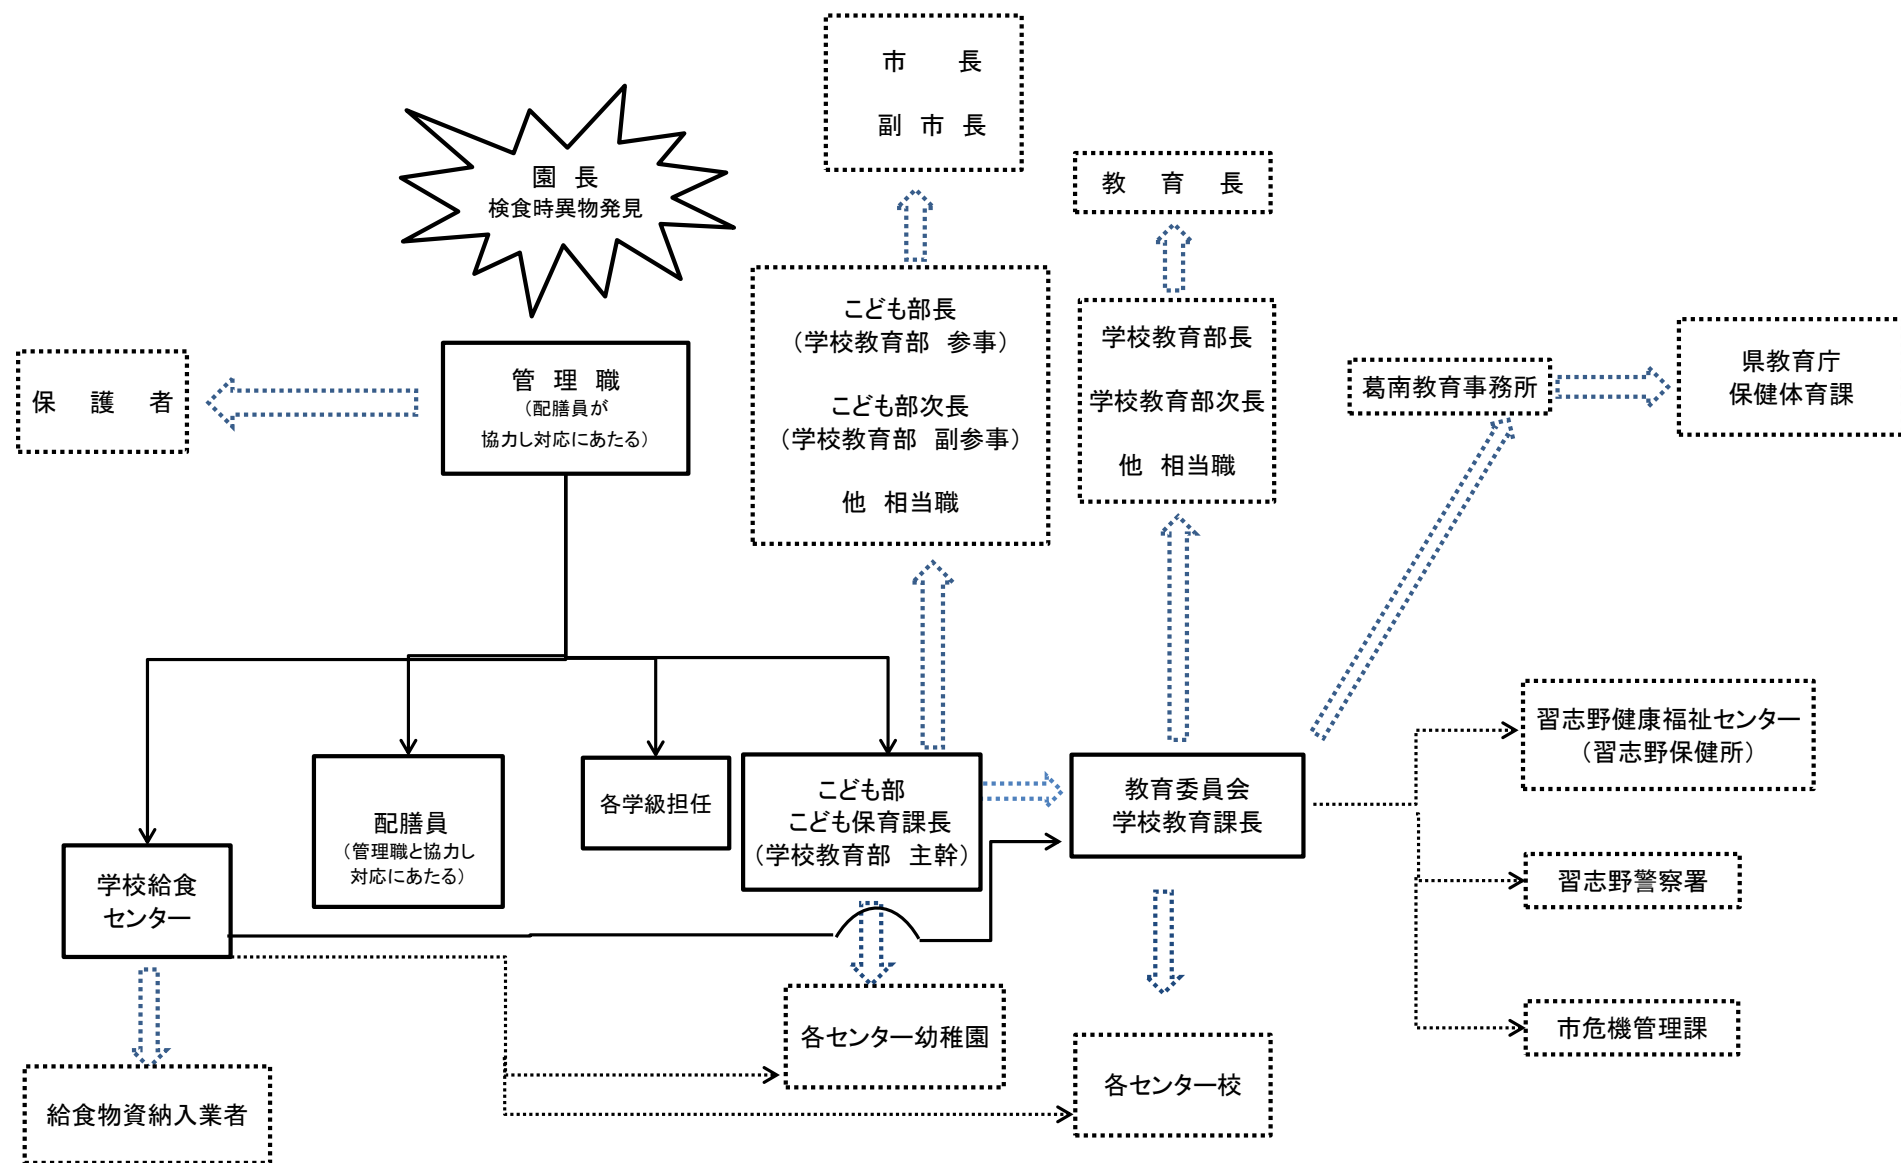 市　　長
副　市　長
園　長
検食時異物発見
教　育　長
こども部長
（学校教育部　参事）
こども部次長
（学校教育部　副参事）
他　相当職
学校教育部長
学校教育部次長
他　相当職
保　護　者
管　理　職
（配膳員が
協力し対応にあたる）
葛南教育事務所
県教育庁
保健体育課
学校給食
センター
配膳員
（管理職と協力し
対応にあたる）
各学級担任
こども部
こども保育課長
（学校教育部　主幹）
教育委員会
学校教育課長
習志野健康福祉センター
（習志野保健所）
習志野警察署
市危機管理課
各センター幼稚園
各センター校
給食物資納入業者